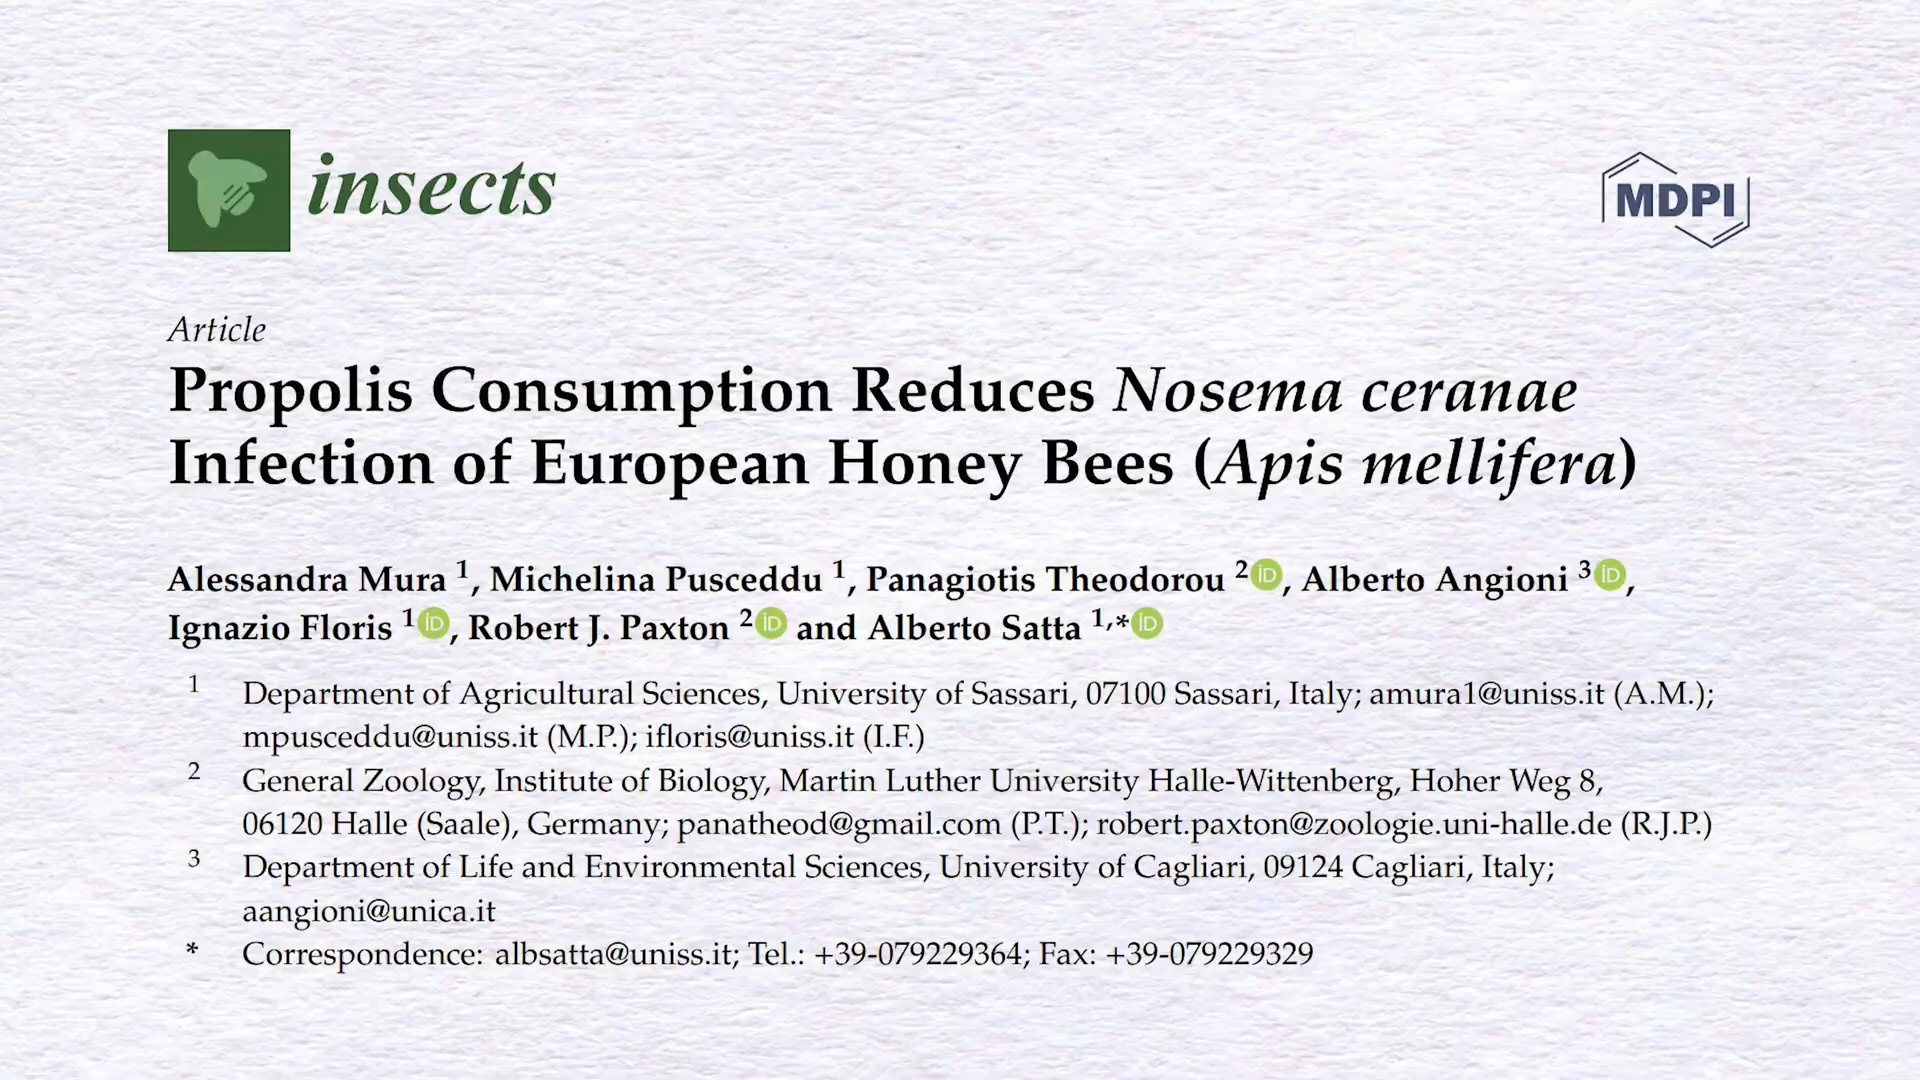 insects
MDPI
Article
Propolis Consumption Reduces Nosema ceranae
Infection of European Honey Bees (Apis mellifera)
Alessandra Mura 1, Michelina Pusceddu 1, Panagiotis Theodorou 2 iD, Alberto Angioni 3 iD,
Ignazio Floris 1 iD, Robert J. Paxton 2 iD and Alberto Satta 1,* iD
1 Department of Agricultural Sciences, University of Sassari, 07100 Sassari, Italy; amura1@uniss.it (A.M.);
mpusceddu@uniss.it (M.P.); ifloris@uniss.it (I.F.)
2 General Zoology, Institute of Biology, Martin Luther University Halle-Wittenberg, Hoher Weg 8,
06120 Halle (Saale), Germany; panatheod@gmail.com (P.T.); robert.paxton@zoologie.uni-halle.de (R.J.P.)
3 Department of Life and Environmental Sciences, University of Cagliari, 09124 Cagliari, Italy;
aangioni@unica.it
* Correspondence: albsatta@uniss.it; Tel.: +39-079229364; Fax: +39-079229329